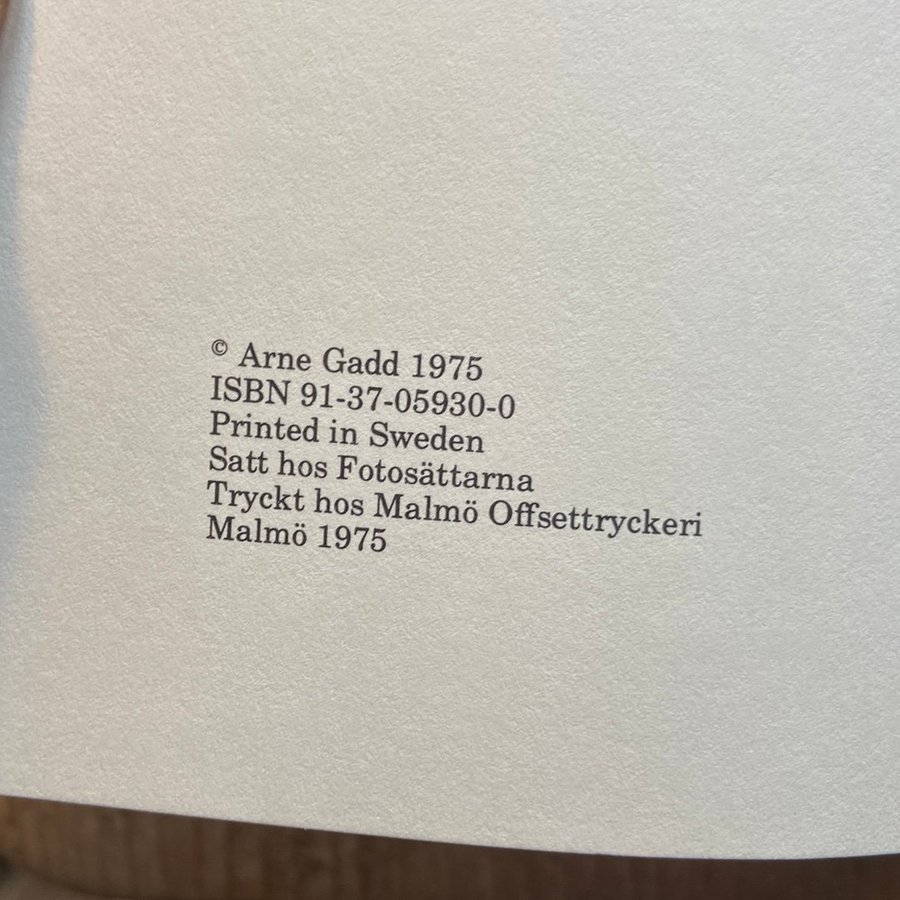 © Arne Gadd 1975
ISBN 91-37-05930-0
Printed in Sweden
Satt hos Fotosättarna
Tryckt hos Malmö Offsettryckeri
Malmö 1975